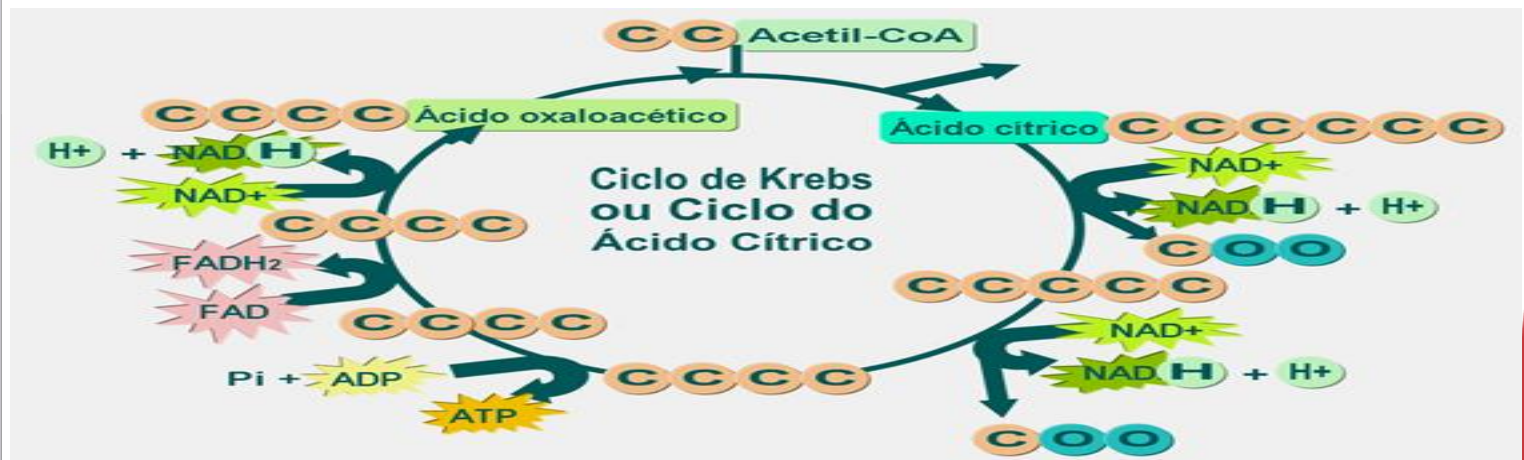 C C Acetil-CoA
C C C C Ácido oxaloacético
Ácido cítrico C C C C C C
H+ + NAD H
NAD+
NAD+
NAD H + H+
C O O
Ciclo de Krebs
ou Ciclo do
Ácido Cítrico
C C C C
FADH2
FAD
C C C C C
NAD+
NAD H + H+
C O O
C C C C
Pi + ADP
ATP
C C C C